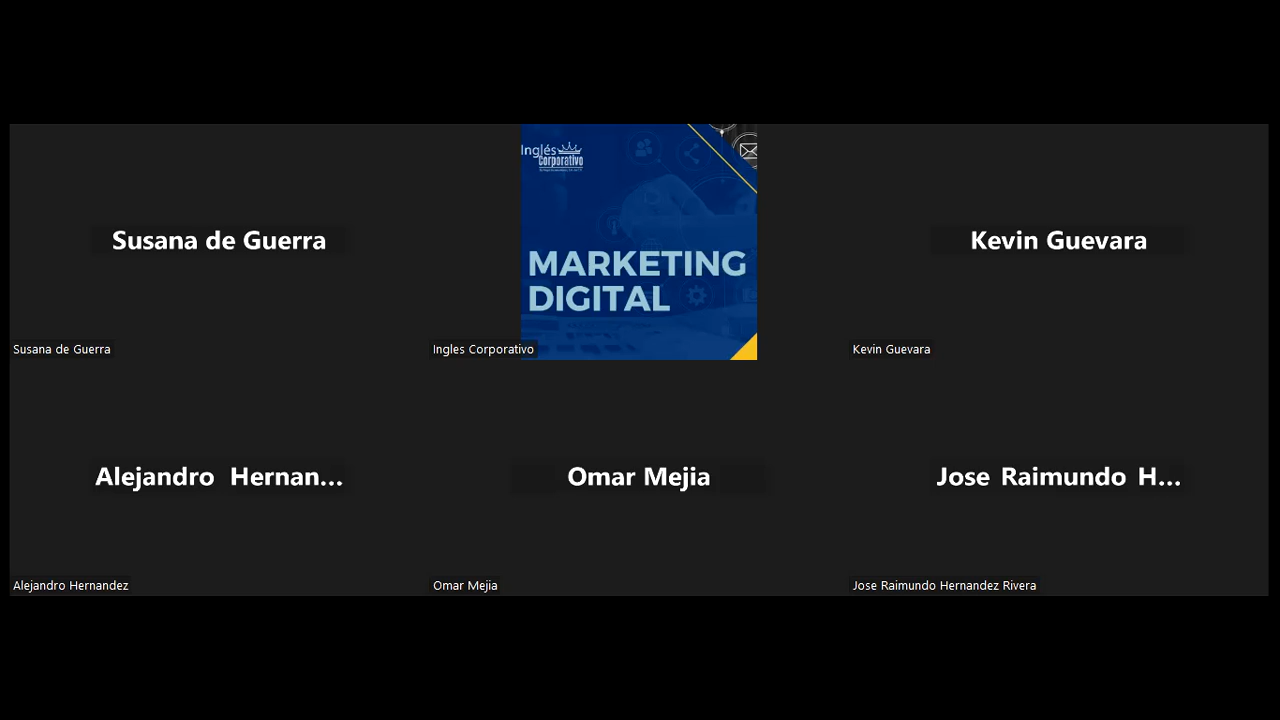 Susana de Guerra
Susana de Guerra
Inglés
Corporativo
MARKETING
DIGITAL
Ingles Corporativo
Kevin Guevara
Kevin Guevara
Alejandro Hernan...
Alejandro Hernandez
Omar Mejia
Omar Mejia
Jose Raimundo H...
Jose Raimundo Hernandez Rivera